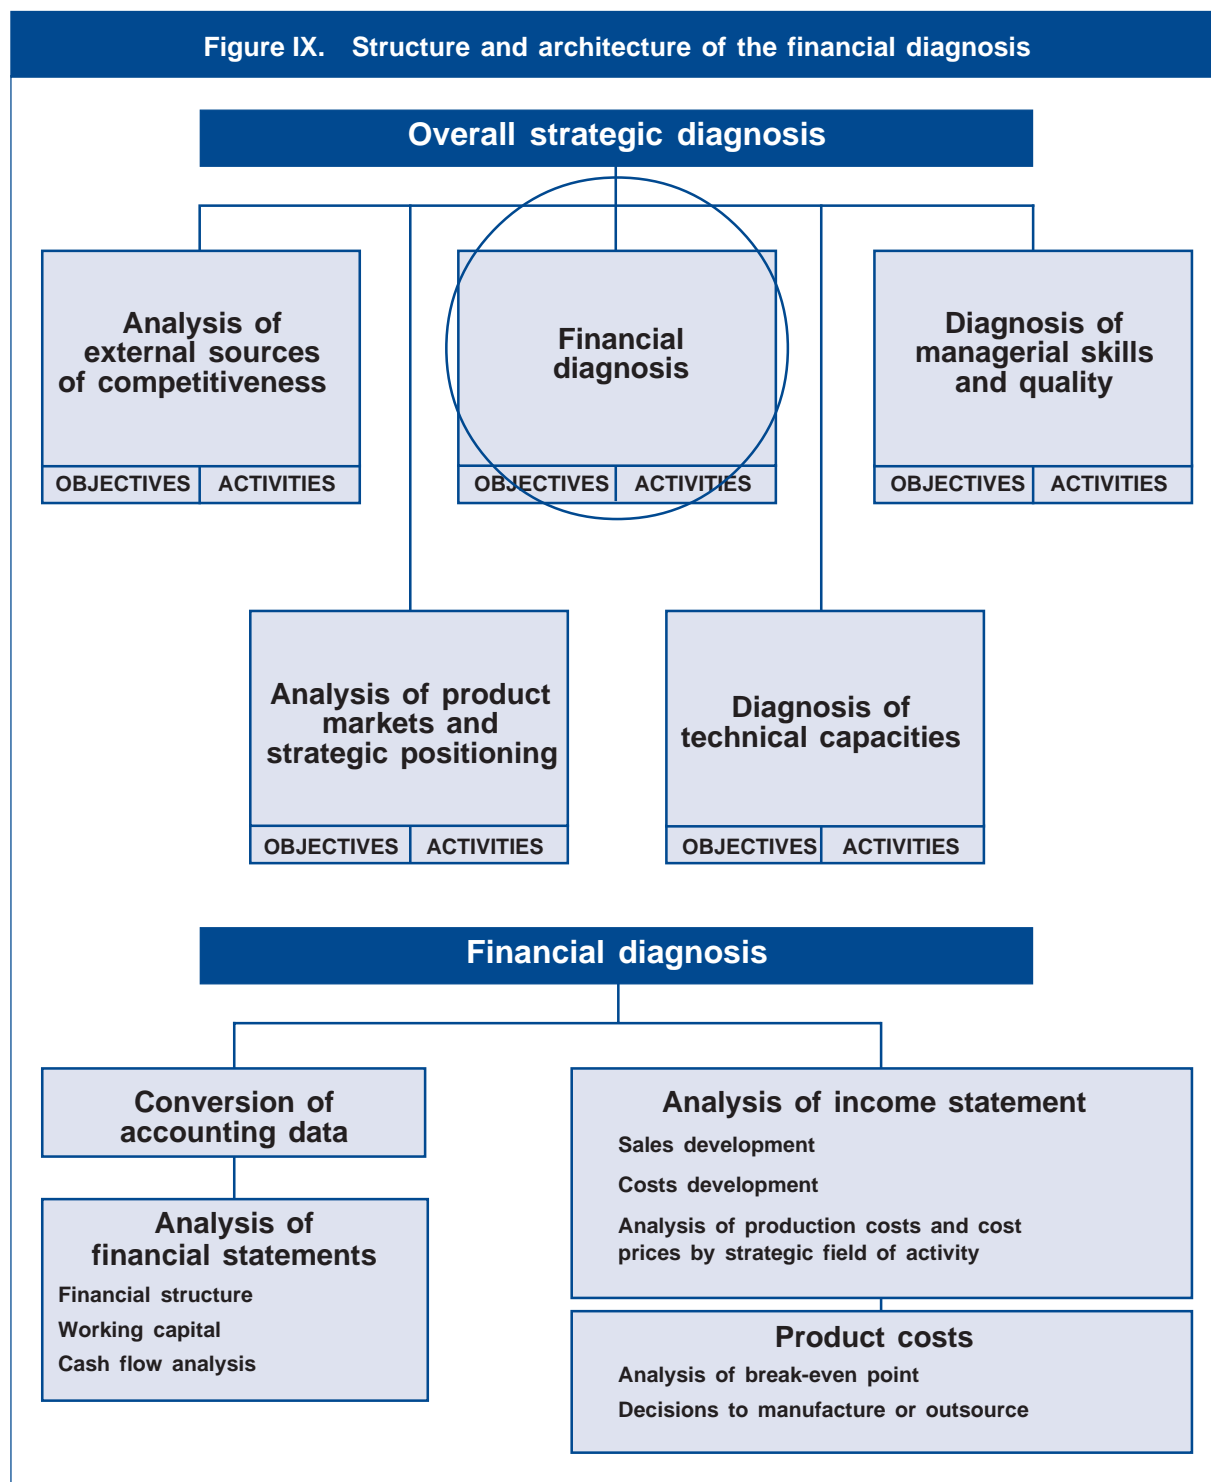 Figure IX. Structure and architecture of the financial diagnosis
Overall strategic diagnosis
Analysis of
external sources
of competitiveness
OBJECTIVES ACTIVITIES
Financial
diagnosis
OBJECTIVES ACTIVITIES
Diagnosis of
managerial skills
and quality
OBJECTIVES ACTIVITIES
Analysis of product
markets and
strategic positioning
OBJECTIVES ACTIVITIES
Diagnosis of
technical capacities
OBJECTIVES ACTIVITIES
Financial diagnosis
Conversion of
accounting data
Analysis of
financial statements
Financial structure
Working capital
Cash flow analysis
Analysis of income statement
Sales development
Costs development
Analysis of production costs and cost
prices by strategic field of activity
Product costs
Analysis of break-even point
Decisions to manufacture or outsource